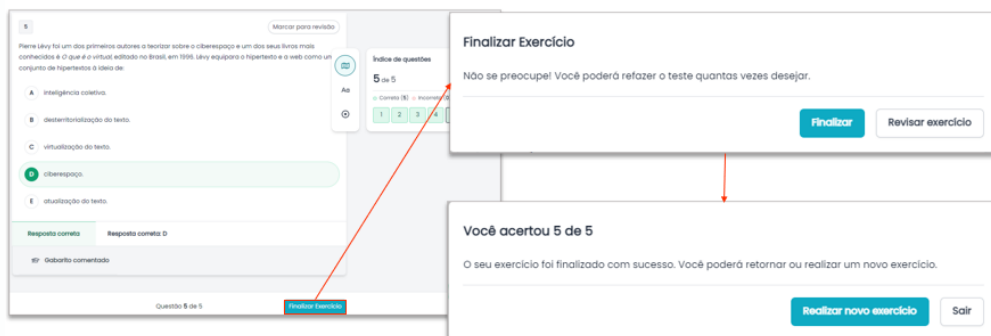 5
Marcar para revisão
Pierre Lévy foi um dos primeiros autores a teorizar sobre o ciberespaço e um dos seus livros mais
conhecidos é O que é o virtual, editado no Brasil, em 1996. Lévy equipara o hipertexto e a web como um
conjunto de hipertextos à ideia de:
A inteligência coletiva.
B desterritorialização do texto.
C virtualização do texto.
D ciberespaço.
E atualização do texto.
Resposta correta Resposta correta: D
Gabarito comentado
Questão 5 de 5
Finalizar Exercício
Aa
Índice de questões
5 de 5
Correta (5) Incorreta (0
1 2 3 4
Finalizar Exercício
Não se preocupe! Você poderá refazer o teste quantas vezes desejar.
Finalizar Revisar exercício
Você acertou 5 de 5
O seu exercício foi finalizado com sucesso. Você poderá retornar ou realizar um novo exercício.
Realizar novo exercício Sair